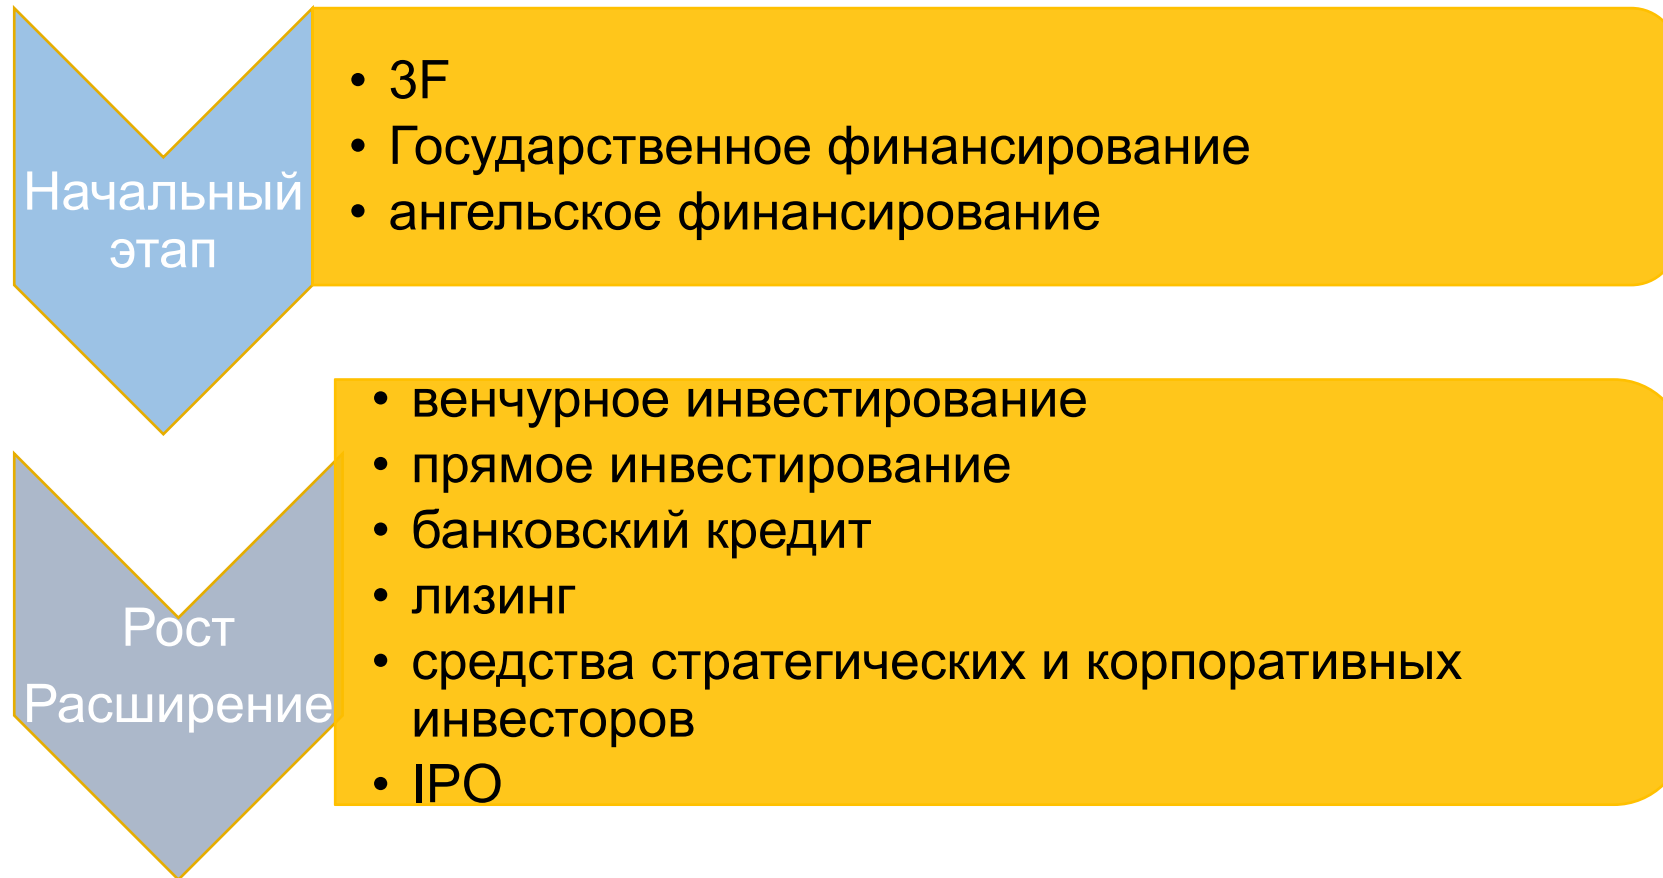 Начальный
этап
• 3F
• Государственное финансирование
• ангельское финансирование
Рост
Расширение
• венчурное инвестирование
• прямое инвестирование
• банковский кредит
• лизинг
• средства стратегических и корпоративных
инвесторов
• IPO